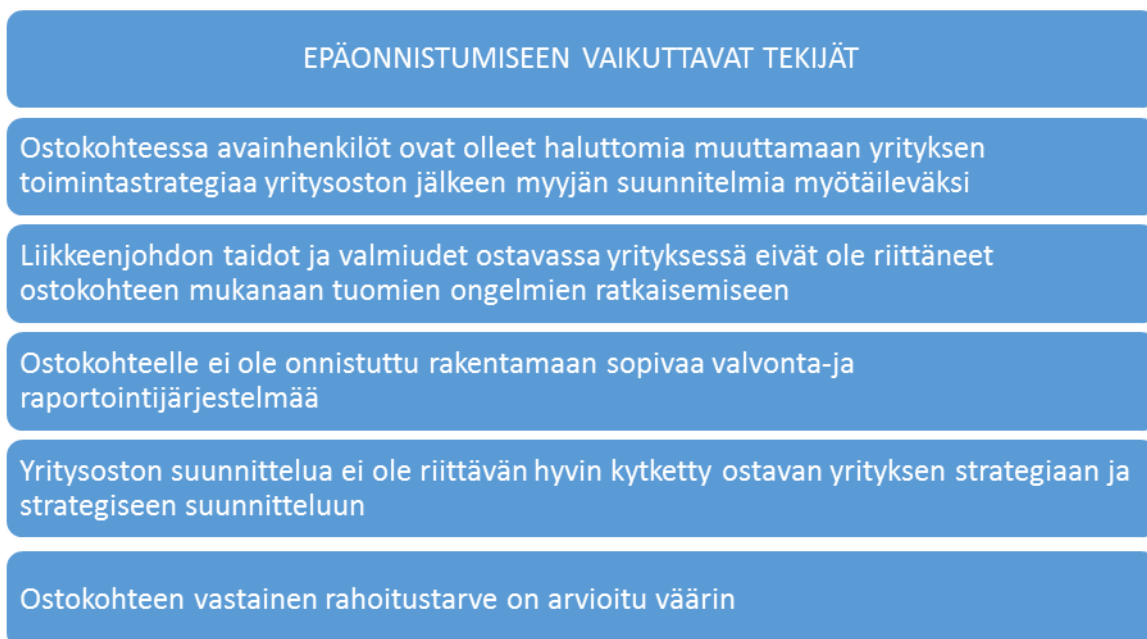 EPÄONNISTUMISEEN VAIKUTTAVAT TEKIJÄT
Ostokohteessa avainhenkilöt ovat olleet haluttomia muuttamaan yrityksen
toimintastrategiaa yritysoston jälkeen myyjän suunnitelmia myötäileväksi
Liikkeenjohdon taidot ja valmiudet ostavassa yrityksessä eivät ole riittäneet
ostokohteen mukanaan tuomien ongelmien ratkaisemiseen
Ostokohteelle ei ole onnistuttu rakentamaan sopivaa valvonta-ja
raportointijärjestelmää
Yritysoston suunnittelua ei ole riittävän hyvin kytketty ostavan yrityksen strategiaan ja
strategiseen suunnitteluun
Ostokohteen vastainen rahoitustarve on arvioitu väärin